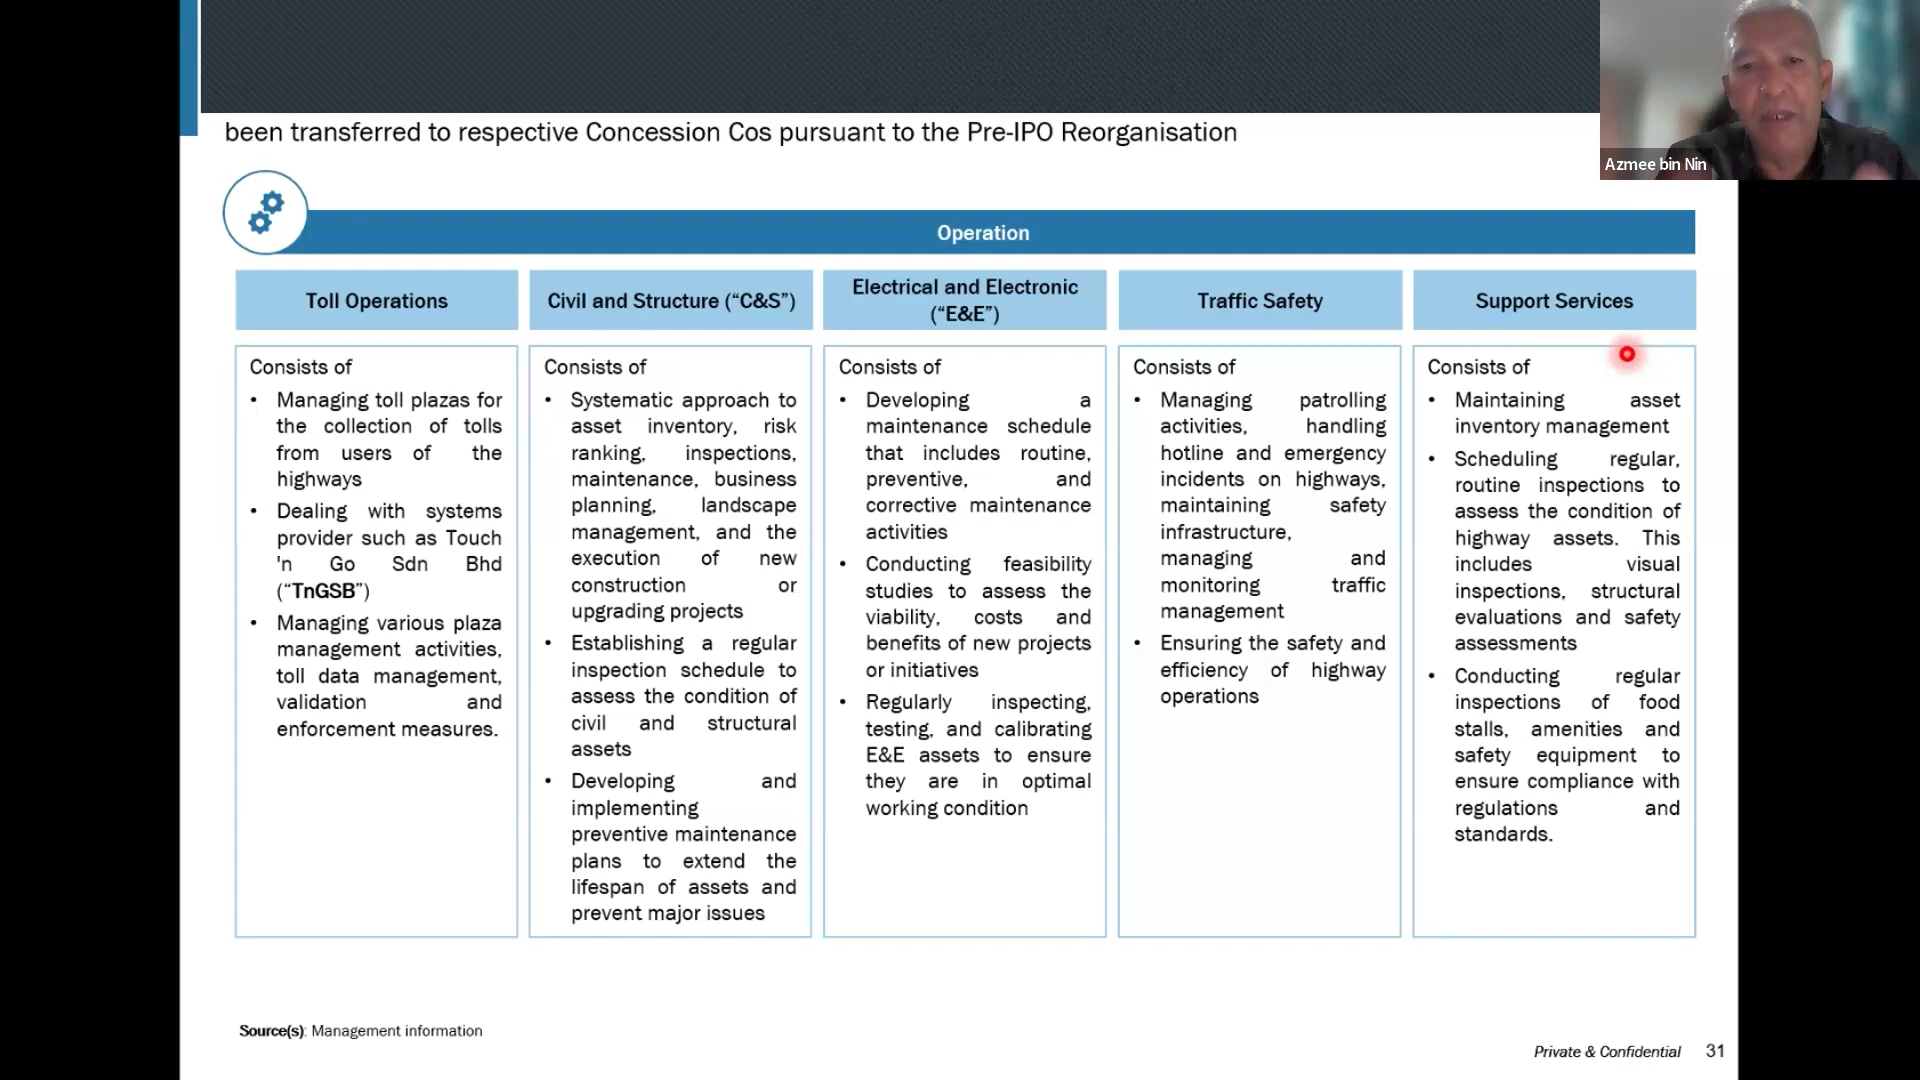 been transferred to respective Concession Cos pursuant to the Pre-IPO Reorganisation
Azmee bin Nin
Operation
Toll Operations
Consists of
• Managing toll plazas for
the collection of tolls
from users of the
highways
• Dealing with systems
provider such as Touch
'n Go Sdn Bhd
(“TnGSB”)
• Managing various plaza
management activities,
toll data management,
validation and
enforcement measures.
Civil and Structure (“C&S”)
Consists of
• Systematic approach to
asset inventory, risk
ranking, inspections,
maintenance, business
planning, landscape
management, and the
execution of new
construction or
upgrading projects
• Establishing a regular
inspection schedule to
assess the condition of
civil and structural
assets
• Developing and
implementing
preventive maintenance
plans to extend the
lifespan of assets and
prevent major issues
Electrical and Electronic
(“E&E”)
Consists of
• Developing a
maintenance schedule
that includes routine,
preventive, and
corrective maintenance
activities
• Conducting feasibility
studies to assess the
viability, costs and
benefits of new projects
or initiatives
• Regularly inspecting,
testing, and calibrating
E&E assets to ensure
they are in optimal
working condition
Traffic Safety
Consists of
• Managing patrolling
activities, handling
hotline and emergency
incidents on highways,
maintaining safety
infrastructure,
managing and
monitoring traffic
management
• Ensuring the safety and
efficiency of highway
operations
Support Services
Consists of
• Maintaining asset
inventory management
• Scheduling regular,
routine inspections to
assess the condition of
highway assets. This
includes visual
inspections, structural
evaluations and safety
assessments
• Conducting regular
inspections of food
stalls, amenities and
safety equipment to
ensure compliance with
regulations and
standards.
Source(s): Management information
Private & Confidential 31